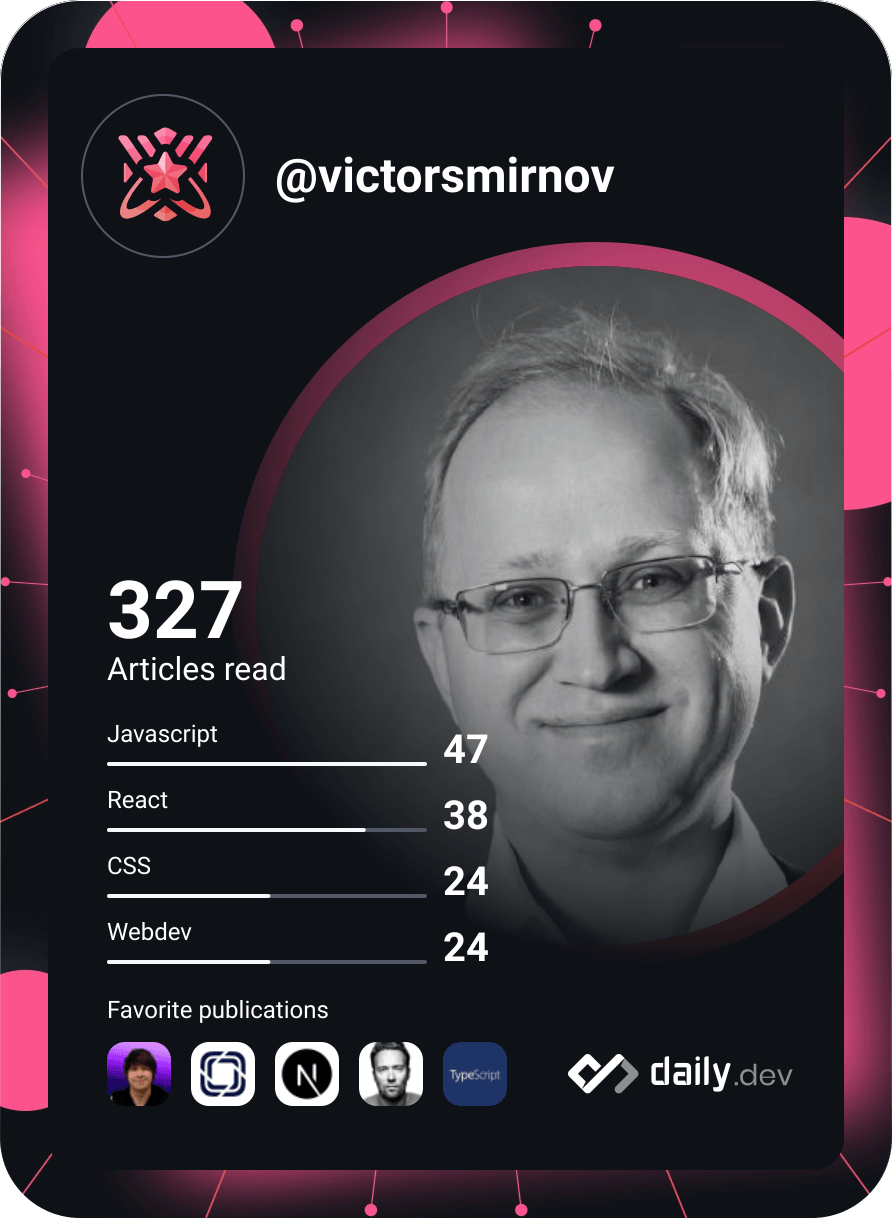 @victorsmirnov
327
Articles read
Javascript
47
React
38
CSS
24
Webdev
24
Favorite publications
N
TypeScript
daily.dev